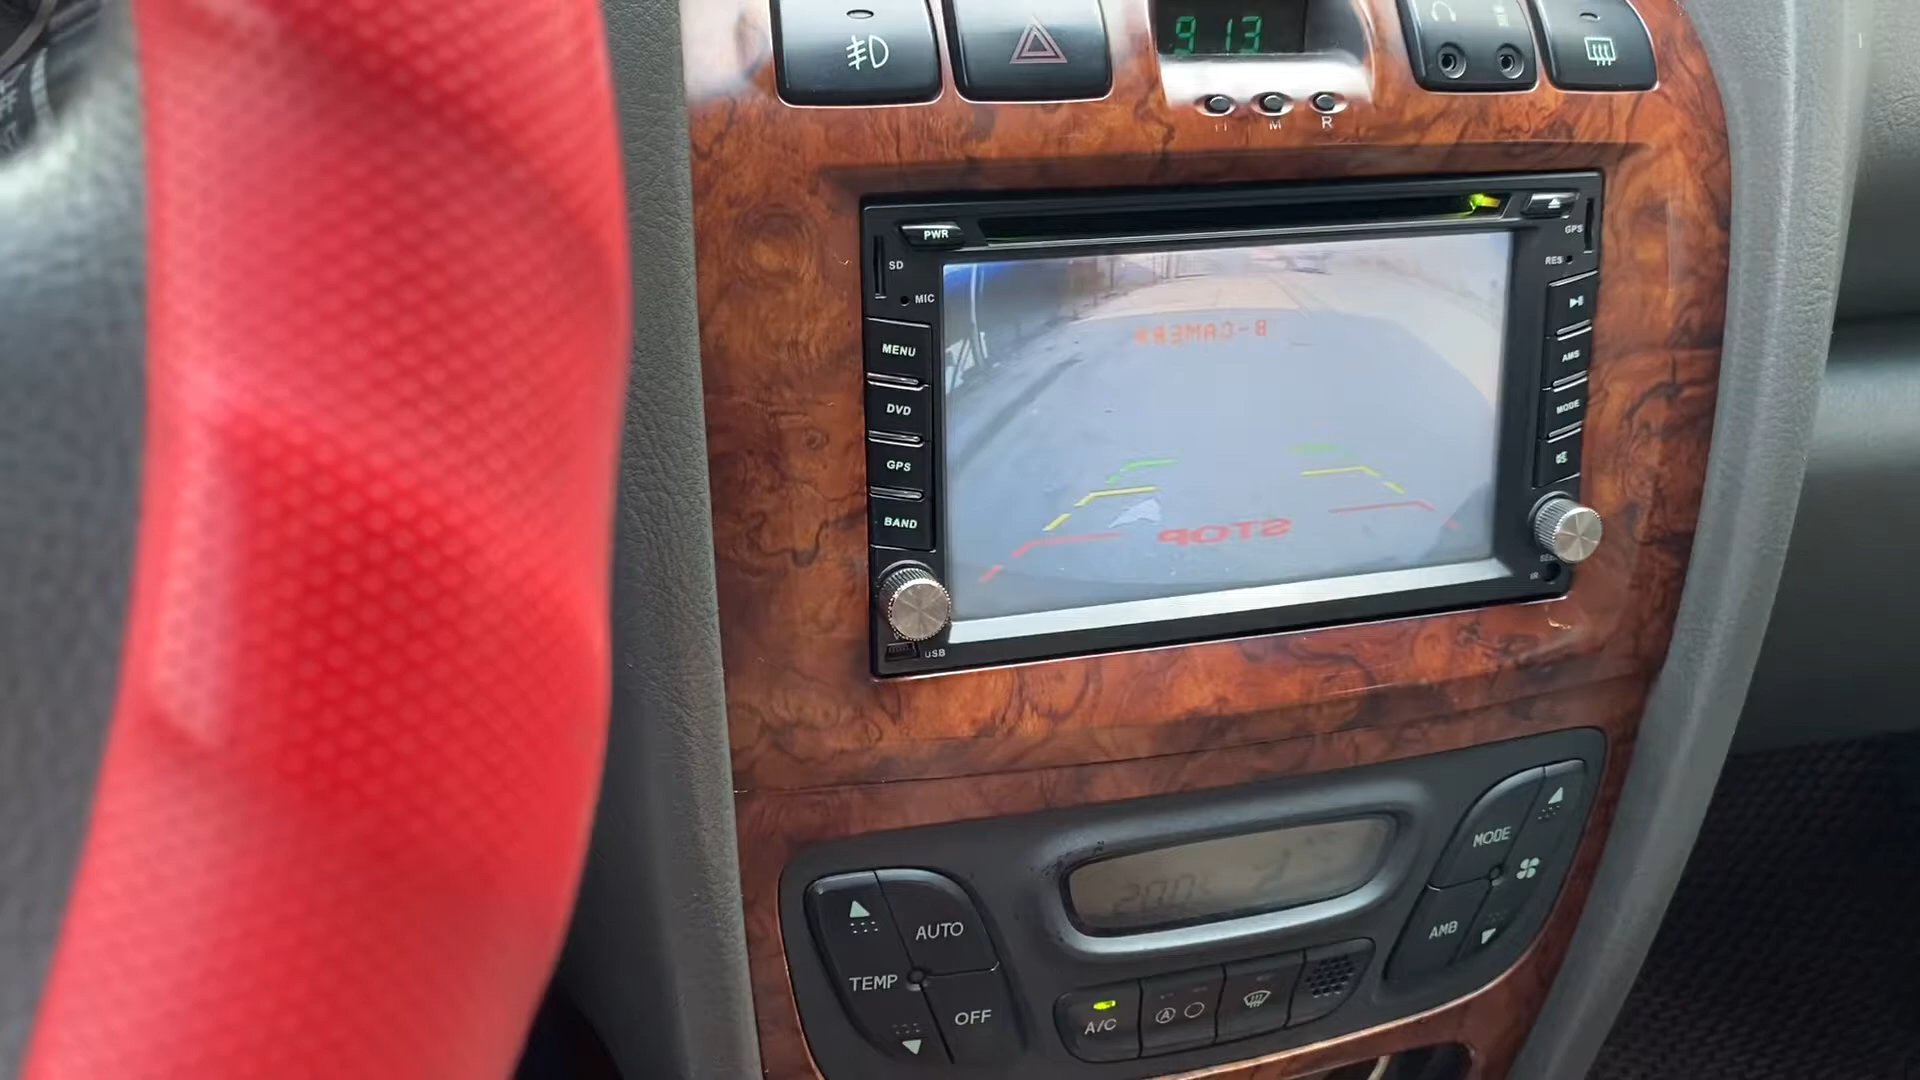 9 13
H M R
PWR
GPS
SD
RES
MIC
MENU
AMS
DVD
MODE
GPS
BAND
B-CAMERA
STOP
IR
USB
MODE
AUTO
AMB
TEMP
OFF
A/C
A